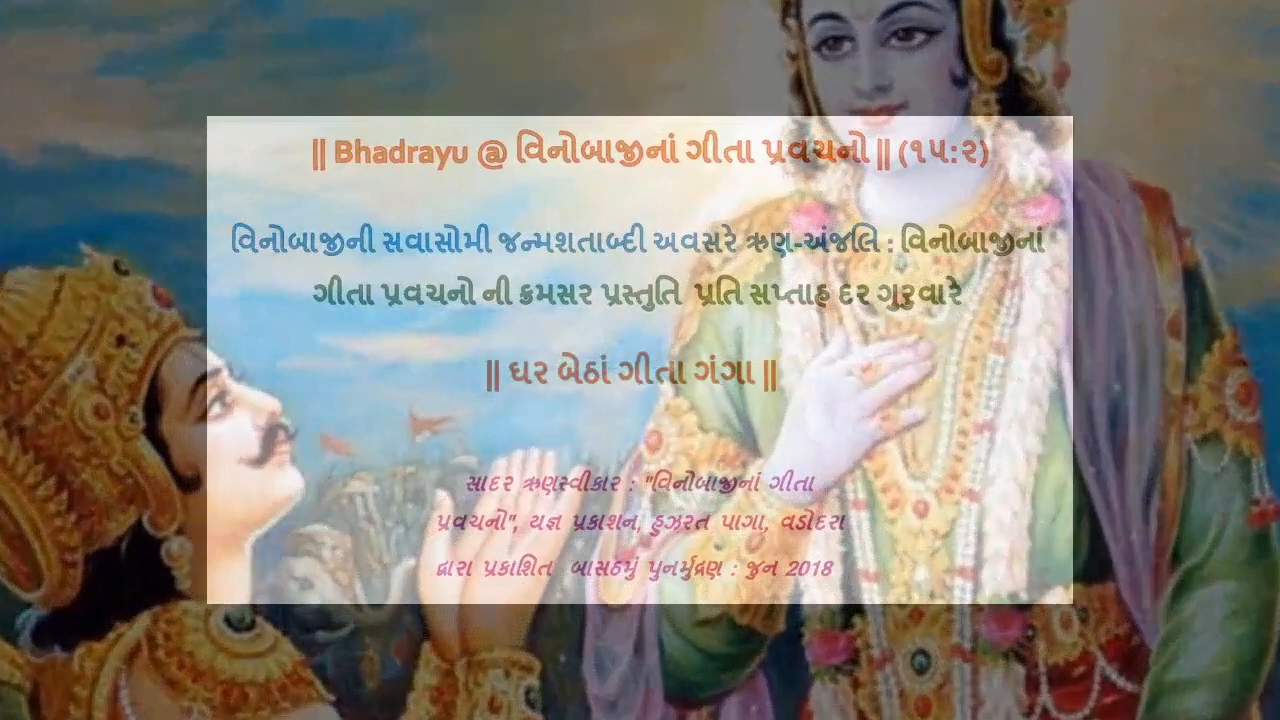 || Bhadrayu @ વિનોબાજીનાં ગીતા પ્રવચનો || (૧૫:૨)
વિનોબાજીની સવાસોમી જન્મશતાબ્દી અવસરે ઋણ-અંજલિ : વિનોબાજીનાં
ગીતા પ્રવચનો ની ક્રમસર પ્રસ્તુતિ પ્રતિ સપ્તાહ દર ગુરુવારે
|| ઘર બેઠાં ગીતા ગંગા ||
સાદર ઋણસ્વીકાર : "વિનોબાજીનાં ગીતા
પ્રવચનો", યજ્ઞ પ્રકાશન, હુઝરત પાગા, વડોદરા
દ્વારા પ્રકાશિત બાસઠમું પુનર્મુદ્રણ : જુન 2018